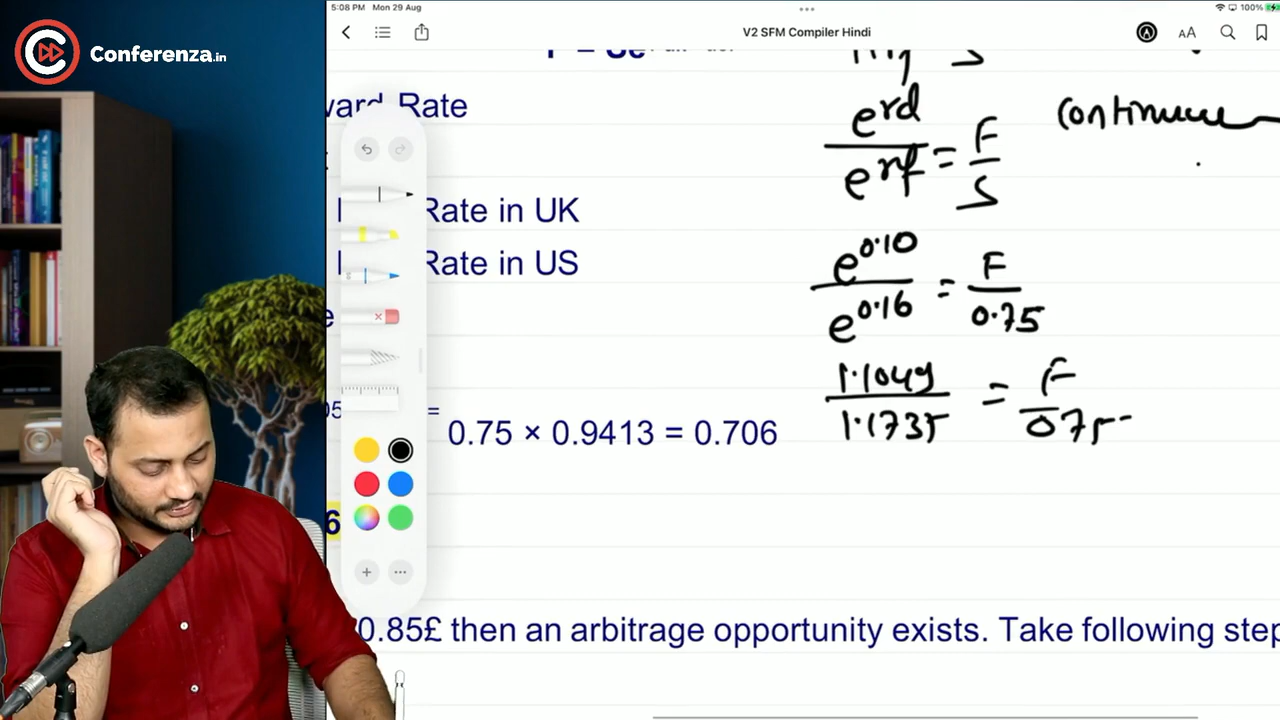 5:08 PM Mon 29 Aug
100%
V2 SFM Compiler Hindi
Conferenza.in
Rate
Rate in UK
Rate in US
=
0.75 × 0.9413 = 0.706
0.85£ then an arbitrage opportunity exists. Take following step
e^rd / e^rf = F / S
e^0.10 / e^0.16 = F / 0.75
1.1049 / 1.1735 = F / 0.75